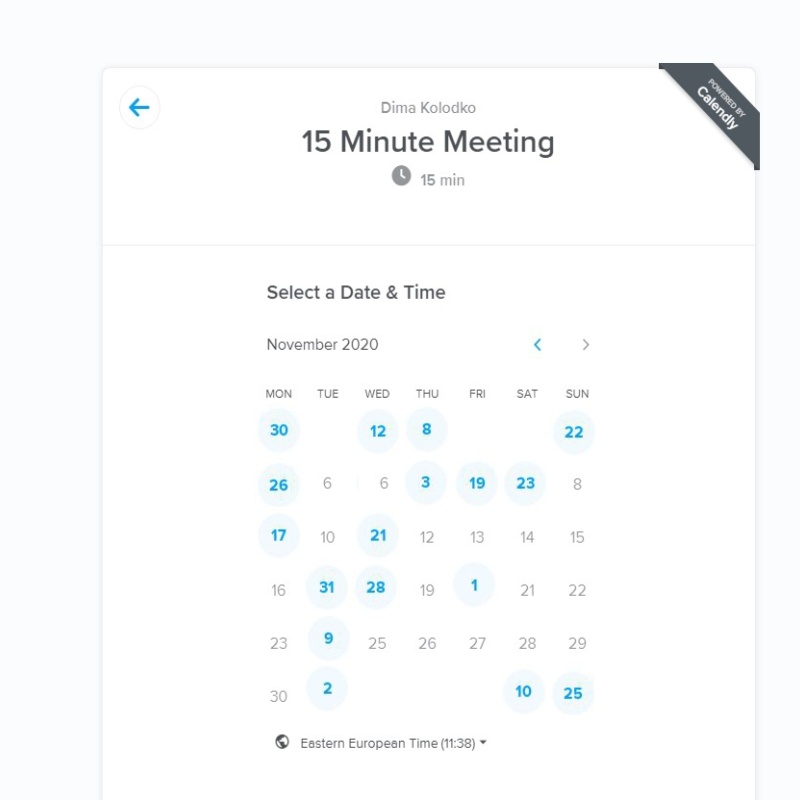 POWERED BY
Calendly
Dima Kolodko
15 Minute Meeting
15 min
Select a Date & Time
November 2020
MON TUE WED THU FRI SAT SUN
30 12 8 22
26 6 6 3 19 23 8
17 10 21 12 13 14 15
16 31 28 19 1 21 22
23 9 25 26 27 28 29
30 2 10 25
Eastern European Time (11:38)